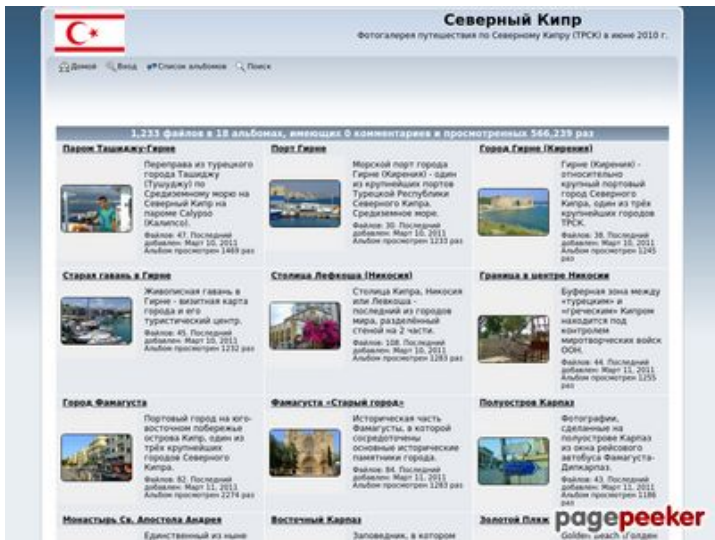 Северный Кипр
Фотогалерея путешествия по Северному Кипру (ТРСК) в июне 2010 г.
Домой Вход Список альбомов Поиск
1,233 файлов в 18 альбомах, имеющих 0 комментариев и просмотренных 566,239 раз
Паром Ташиджу-Гирне
Переправа из турецкого
города Ташиджу
(Тушуджу) по
Средиземному морю на
Северный Кипр на
пароме Calypso
(Калипсо).
Файлов: 47. Последний
добавлен: Март 10, 2011
Альбом просмотрен 1469 раз
Порт Гирне
Морской порт города
Гирне (Кирения) - один
из крупнейших портов
Турецкой Республики
Северного Кипра.
Средиземное море.
Файлов: 30. Последний
добавлен: Март 10, 2011
Альбом просмотрен 1233 раз
Город Гирне (Кирения)
Гирне (Кирения) -
относительно
крупный портовый
город Северного
Кипра, один из трёх
крупнейших городов
ТРСК.
Файлов: 38. Последний
добавлен: Март 10, 2011
Альбом просмотрен 1245
раз
Старая гавань в Гирне
Живописная гавань в
Гирне - визитная карта
города и его
туристический центр.
Файлов: 45. Последний
добавлен: Март 10, 2011
Альбом просмотрен 1232 раз
Столица Лефкоша (Никосия)
Столица Кипра, Никосия
или Левкоша -
последний из городов
мира, разделённый
стеной на 2 части.
Файлов: 108. Последний
добавлен: Март 10, 2011
Альбом просмотрен 1283 раз
Граница в центре Никосии
Буферная зона между
«турецким» и
«греческим» Кипром
находится под
контролем
миротворческих войск
ООН.
Файлов: 44. Последний
добавлен: Март 11, 2011
Альбом просмотрен 1255
раз
Город Фамагуста
Портовый город на юго-
восточном побережье
острова Кипр, один из
трёх крупнейших
городов Северного
Кипра.
Файлов: 82. Последний
добавлен: Март 11, 2011
Альбом просмотрен 2274 раз
Фамагуста «Старый город»
Историческая часть
Фамагусты, в которой
сосредоточены
основные исторические
памятники города.
Файлов: 84. Последний
добавлен: Март 11, 2011
Альбом просмотрен 1283 раз
Полуостров Карпаз
Фотографии,
сделанные на
полуострове Карпаз
из окна рейсового
автобуса Фамагуста-
Дипкарпаз.
Файлов: 43. Последний
добавлен: Март 11, 2011
Альбом просмотрен 1186
раз
Монастырь Св. Апостола Андрея
Единственный из ныне
Восточный Карпаз
Заповедник, в котором
Золотой Пляж
Golden Beach (Голден
pagepeeker